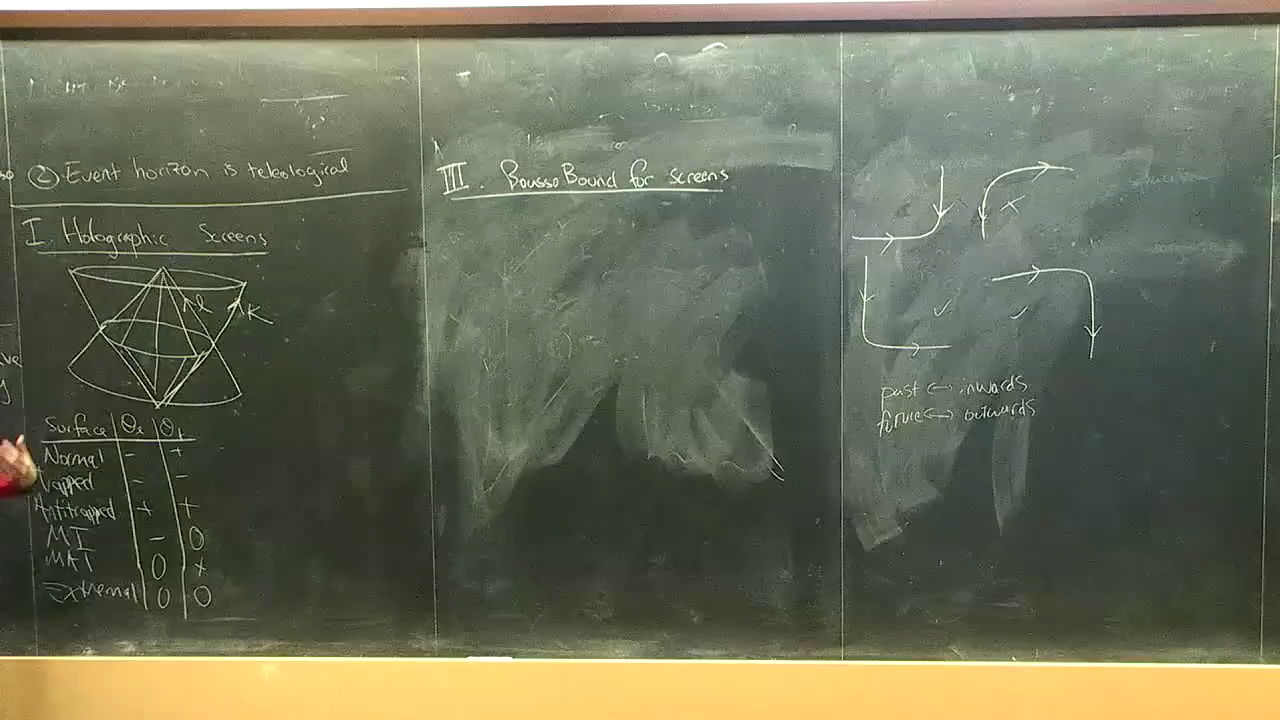 ② Event horizon is teleological
I. Holographic Screens
l
K
Surface | θl | θk
Normal | - | +
trapped | - | -
Antitrapped | + | +
MT | - | 0
MAT | 0 | +
Extremal | 0 | 0
III. Bousso Bound for screens
past ↔ inwards
future ↔ outwards